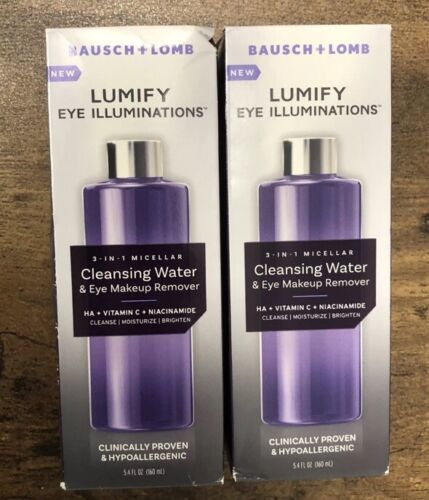 BAUSCH + LOMB
NEW
LUMIFY
EYE ILLUMINATIONS™
3-IN-1 MICELLAR
Cleansing Water
& Eye Makeup Remover
HA + VITAMIN C + NIACINAMIDE
CLEANSE | MOISTURIZE | BRIGHTEN
CLINICALLY PROVEN
& HYPOALLERGENIC
5.4 FL OZ (160 mL)
BAUSCH + LOMB
NEW
LUMIFY
EYE ILLUMINATIONS™
3-IN-1 MICELLAR
Cleansing Water
& Eye Makeup Remover
HA + VITAMIN C + NIACINAMIDE
CLEANSE | MOISTURIZE | BRIGHTEN
CLINICALLY PROVEN
& HYPOALLERGENIC
5.4 FL OZ (160 mL)